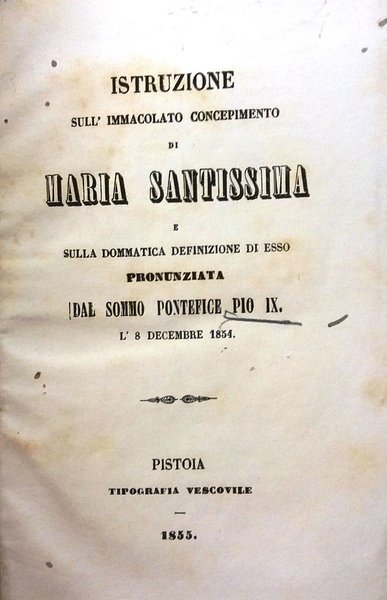 ISTRUZIONE
SULL' IMMACOLATO CONCEPIMENTO
DI
MARIA SANTISSIMA
E
SULLA DOMMATICA DEFINIZIONE DI ESSO
PRONUNZIATA
DAL SOMMO PONTEFICE PIO IX.
L' 8 DECEMBRE 1854.
PISTOIA
TIPOGRAFIA VESCOVILE
—
1855.